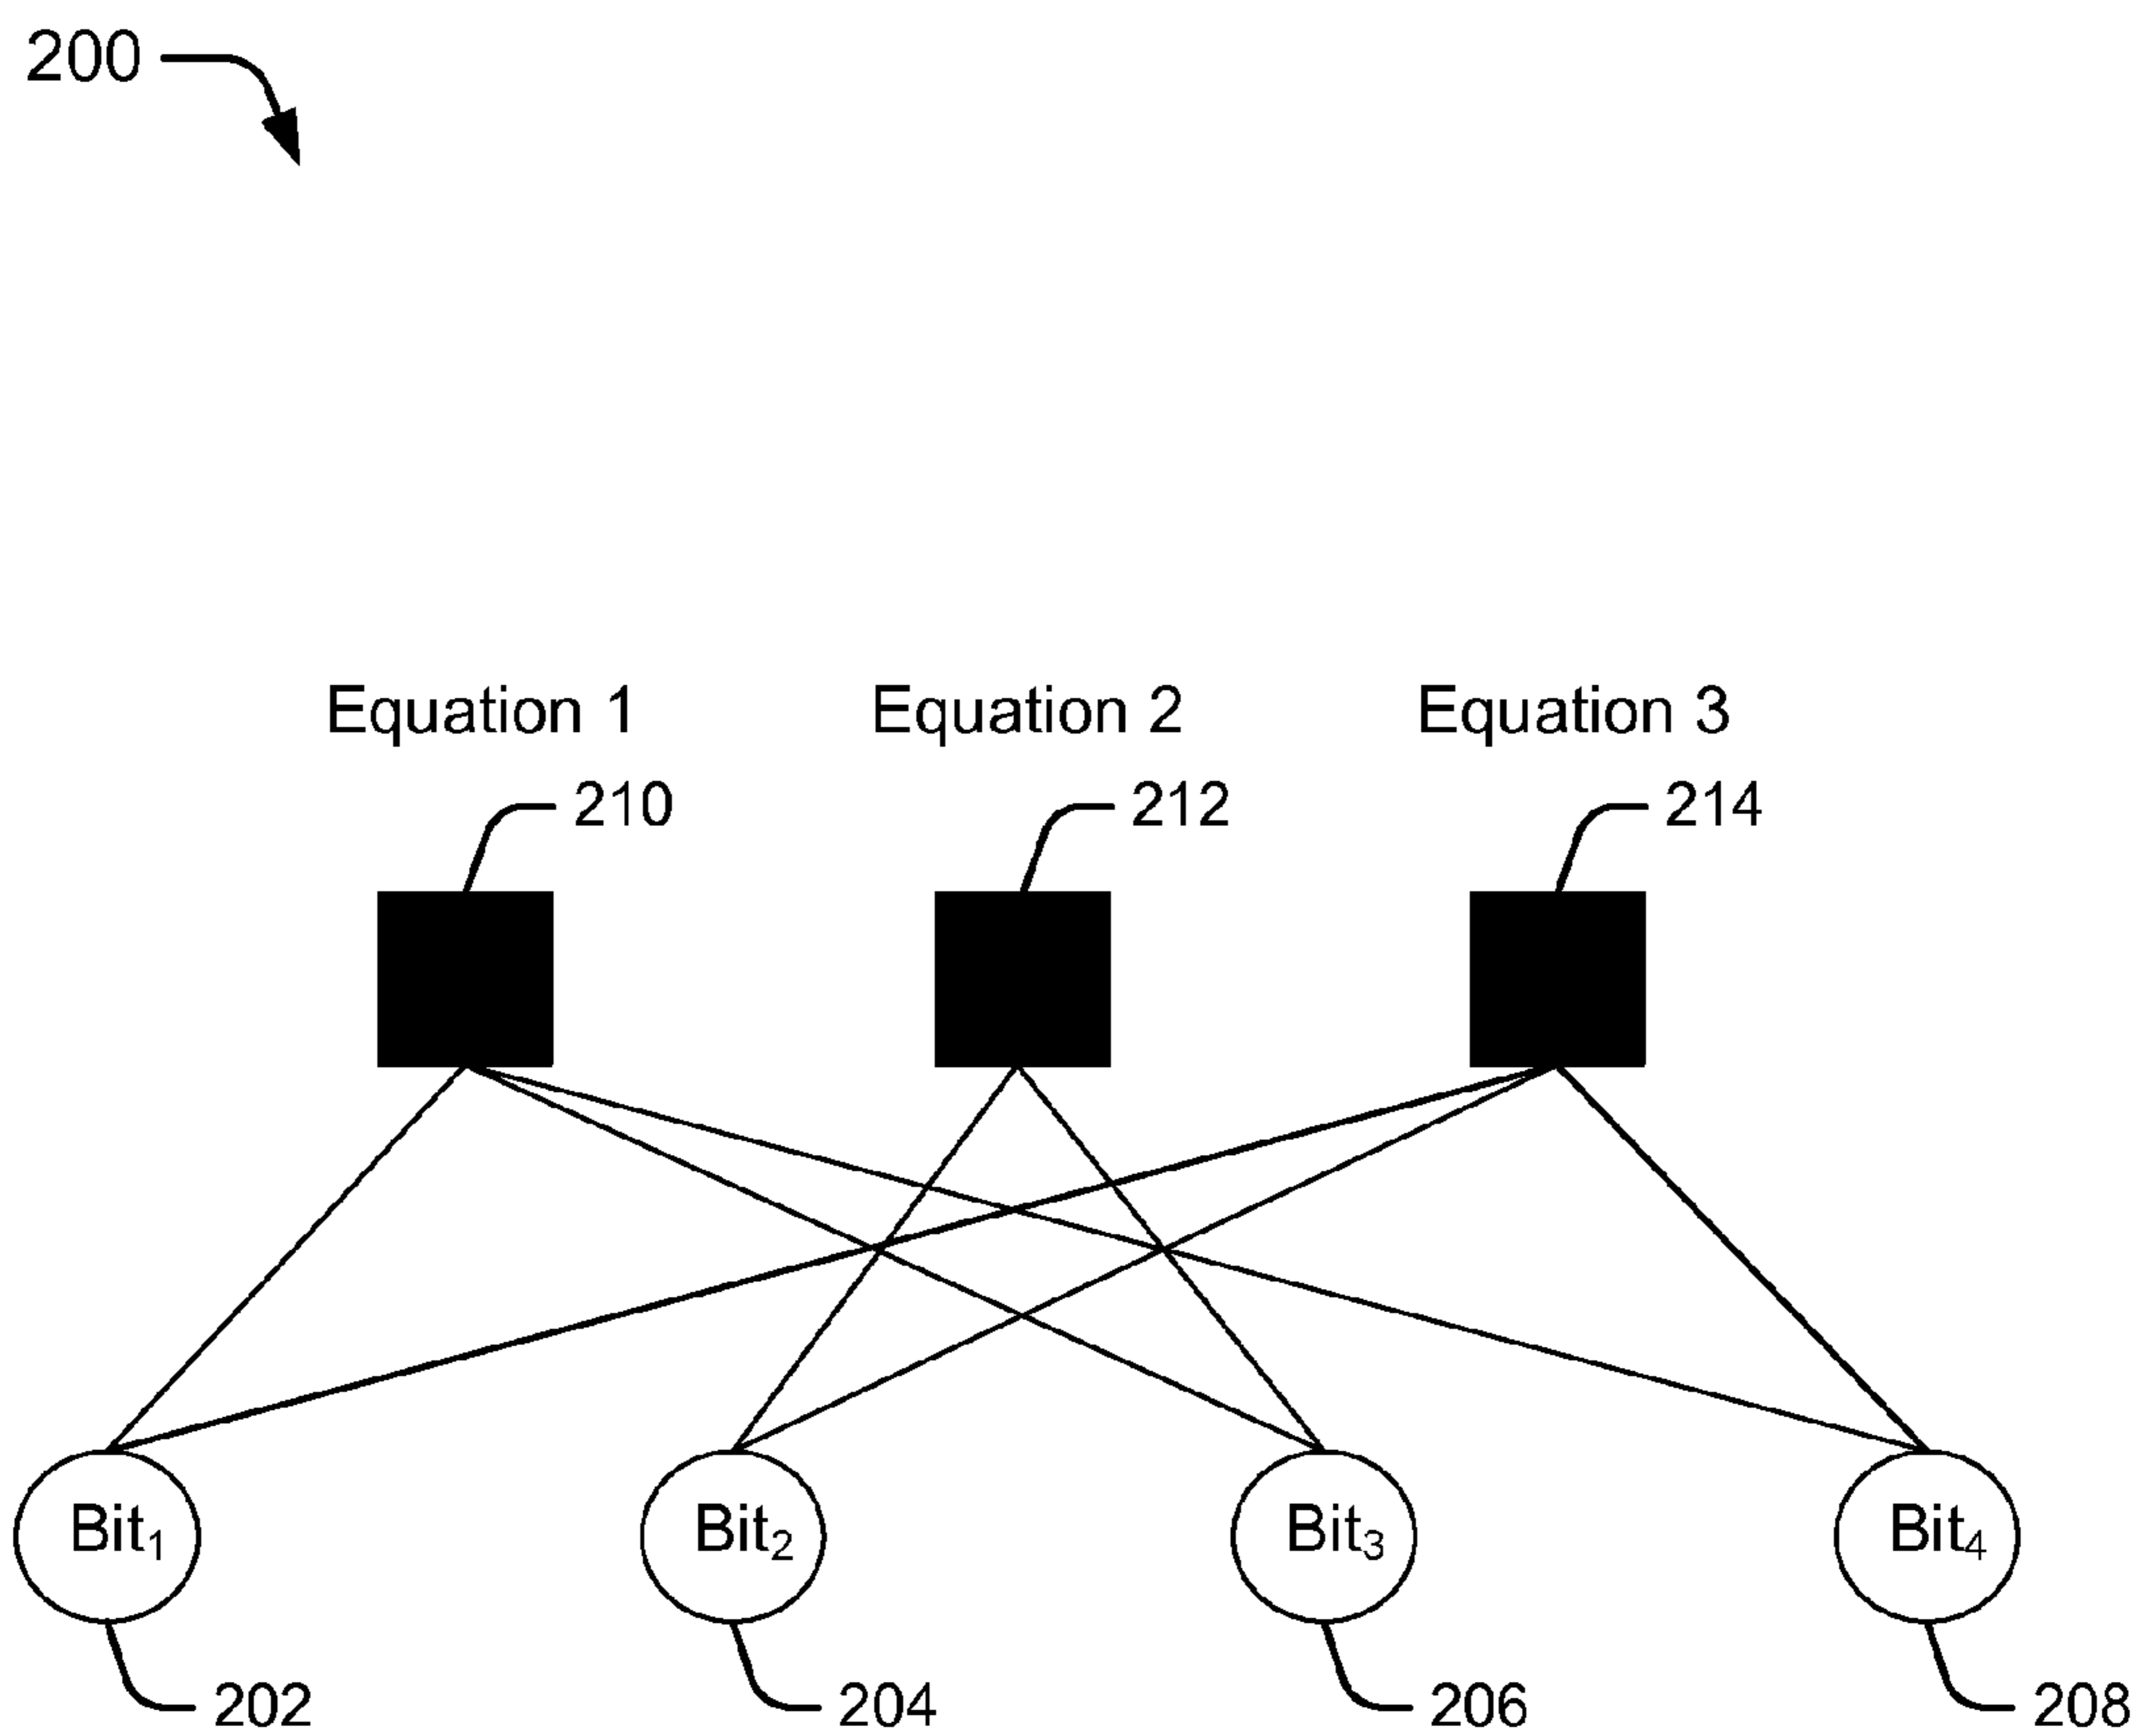 200
Equation 1 Equation 2 Equation 3
210 212 214
Bit₁ Bit₂ Bit₃ Bit₄
202 204 206 208